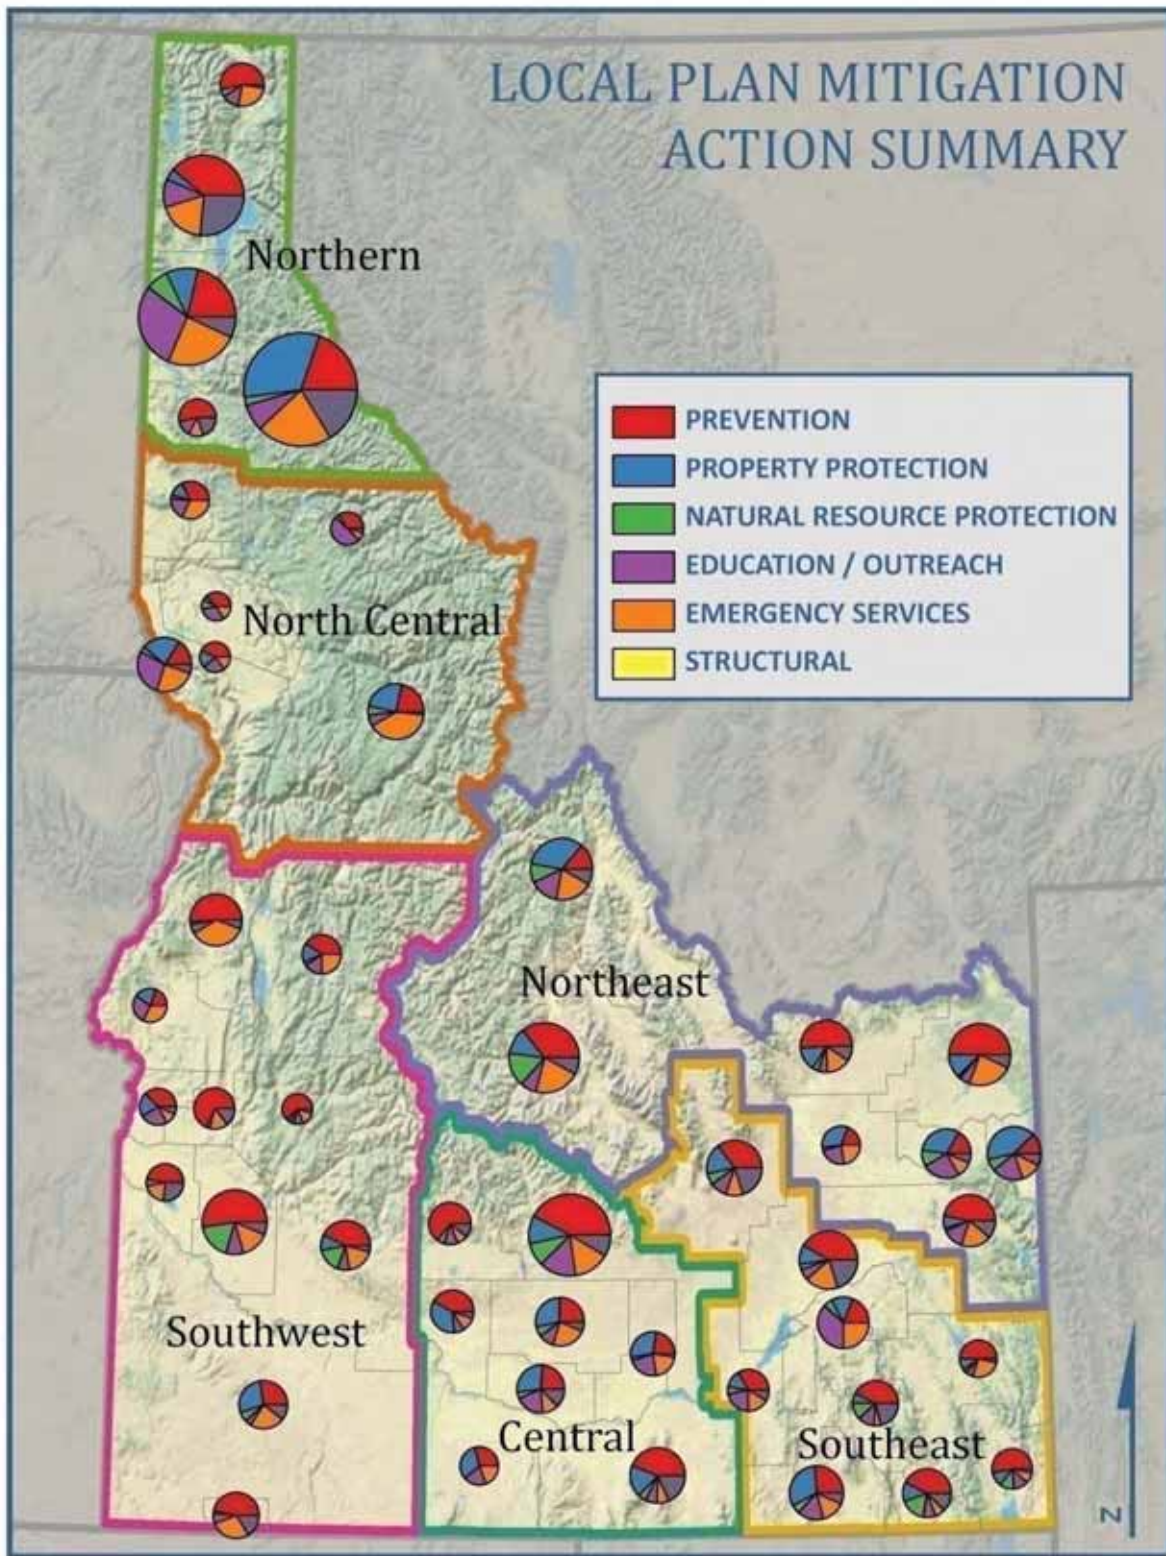 LOCAL PLAN MITIGATION
ACTION SUMMARY
Northern
PREVENTION
PROPERTY PROTECTION
NATURAL RESOURCE PROTECTION
EDUCATION / OUTREACH
EMERGENCY SERVICES
STRUCTURAL
North Central
Northeast
Southwest
Central
Southeast
N